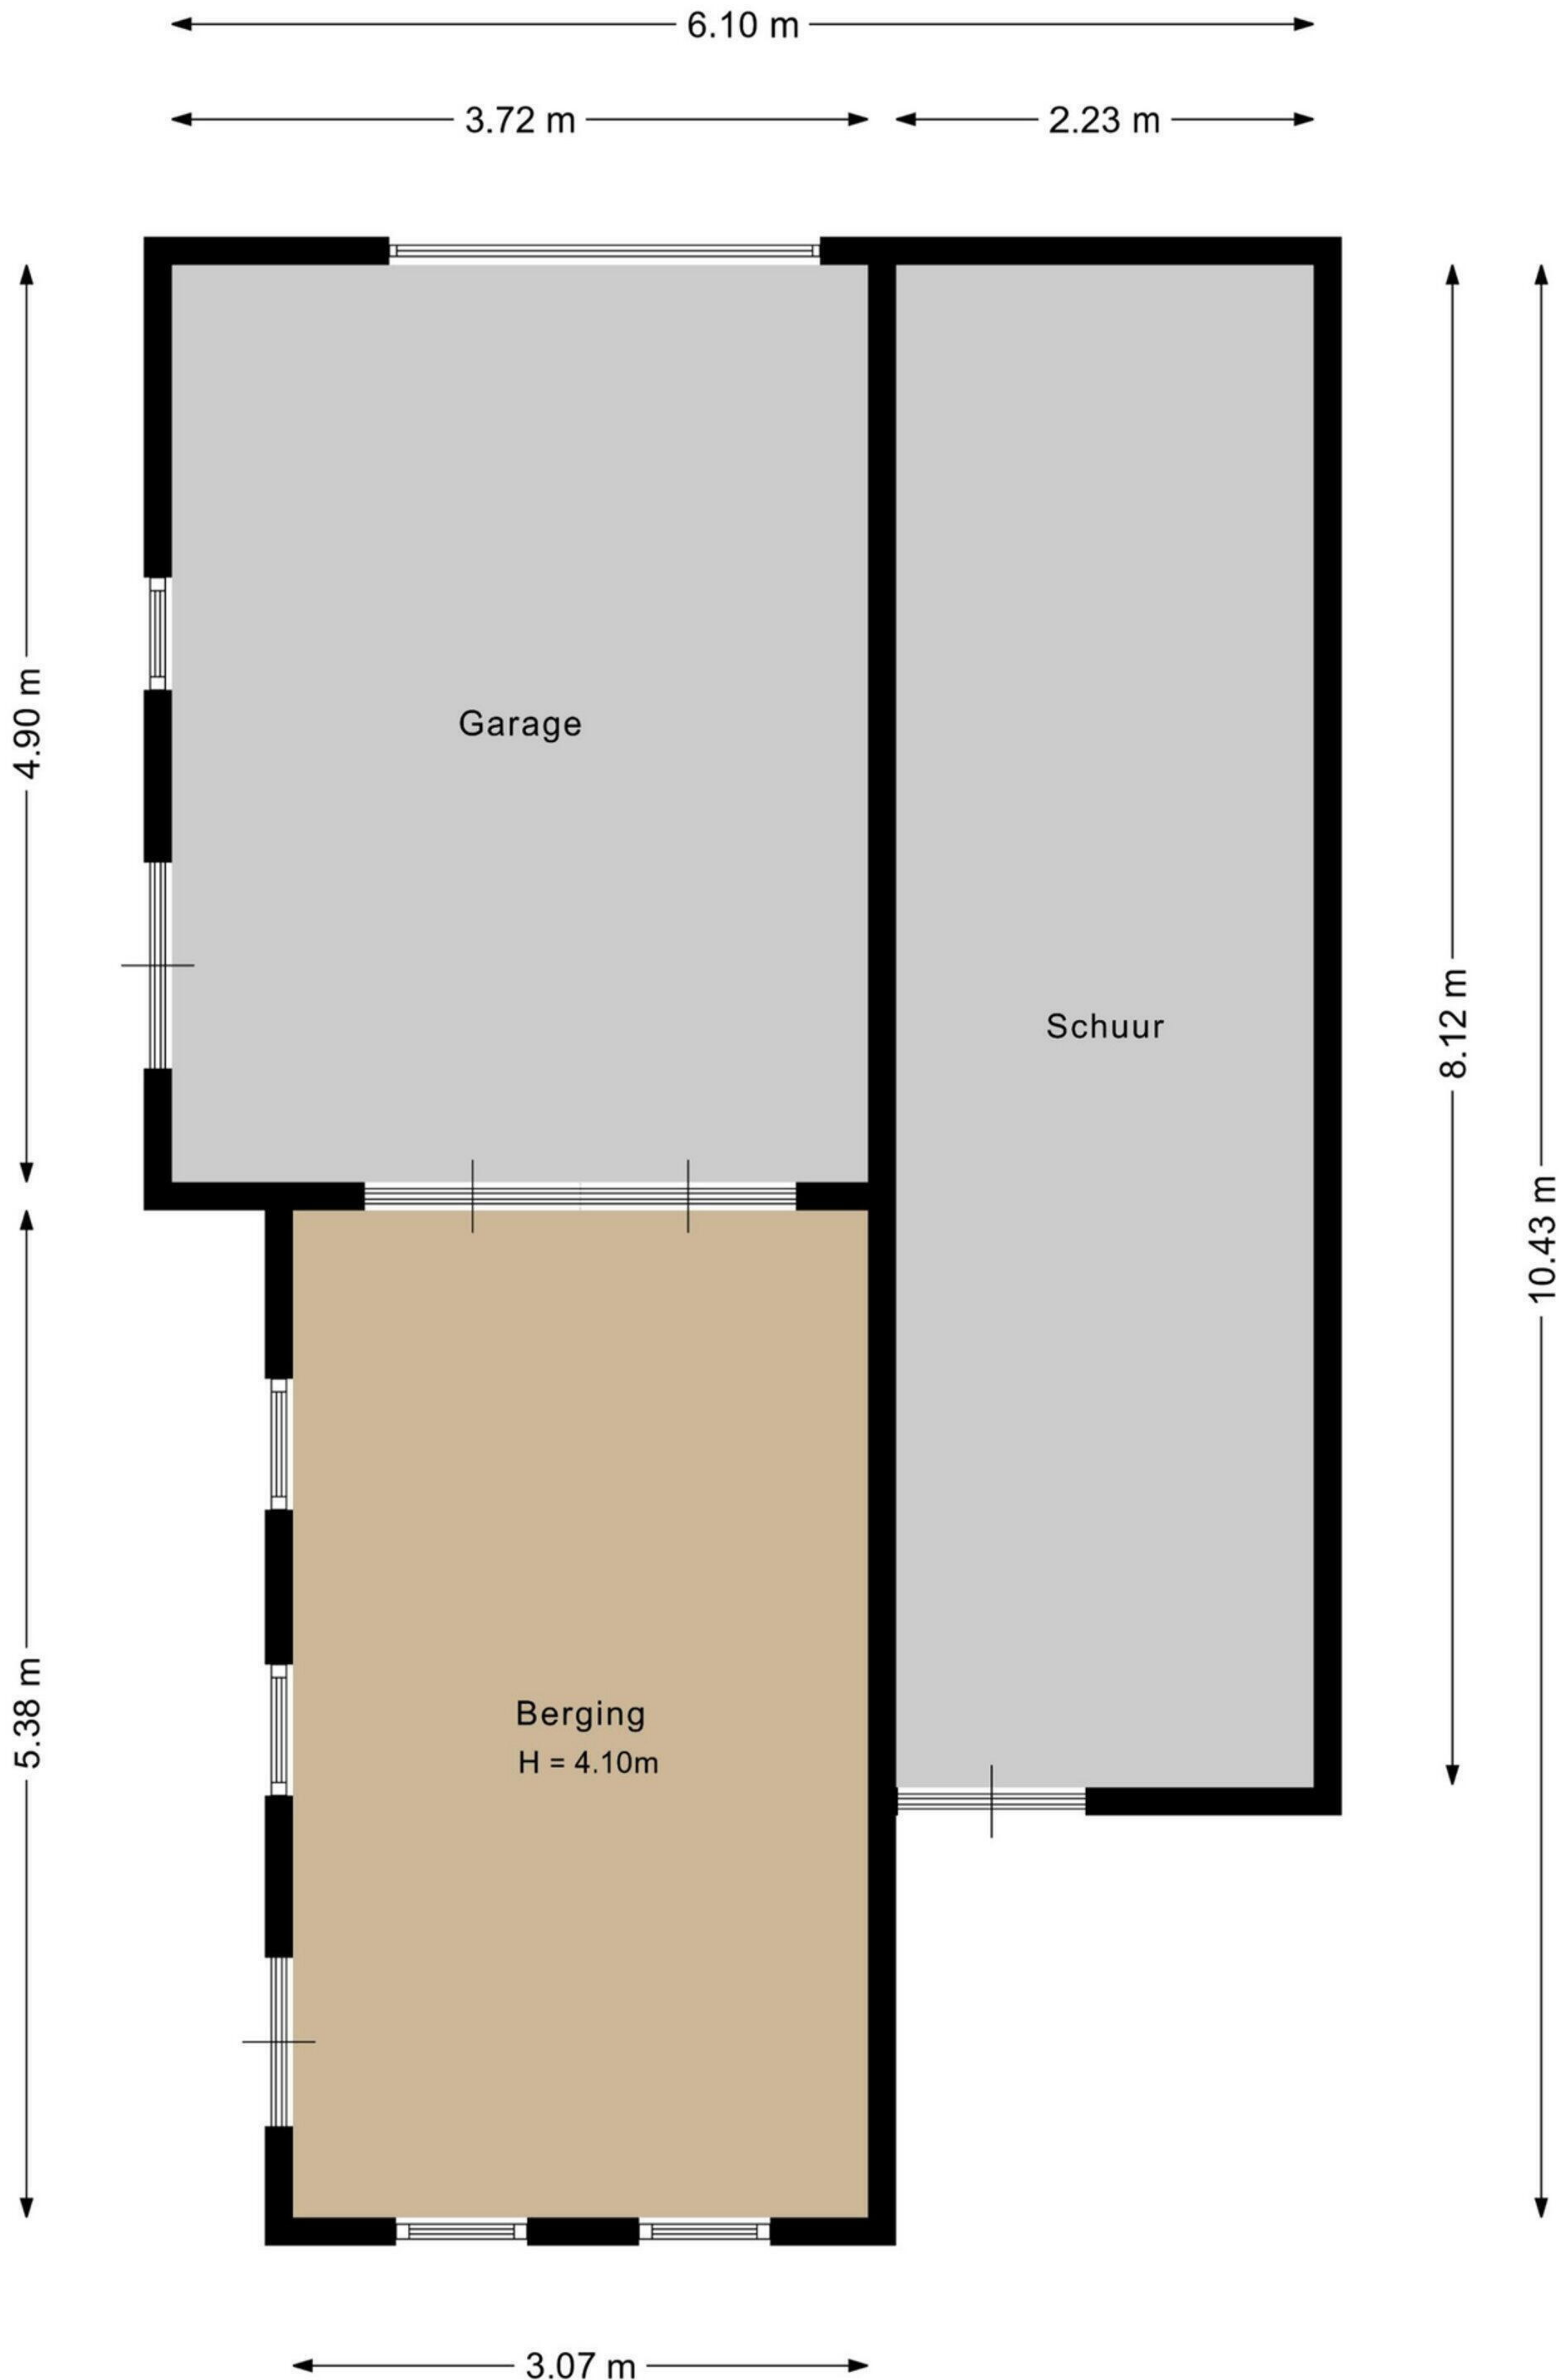 6.10 m
3.72 m
2.23 m
4.90 m
Garage
Schuur
8.12 m
10.43 m
5.38 m
Berging
H = 4.10m
3.07 m